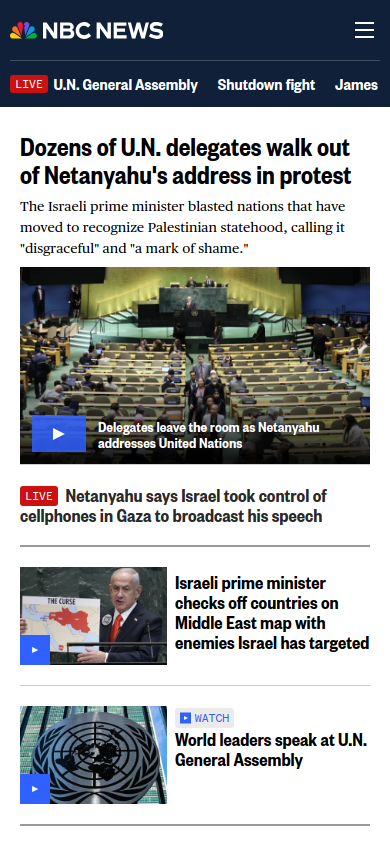 NBC NEWS
LIVE U.N. General Assembly Shutdown fight James
Dozens of U.N. delegates walk out
of Netanyahu's address in protest
The Israeli prime minister blasted nations that have
moved to recognize Palestinian statehood, calling it
"disgraceful" and "a mark of shame."
Delegates leave the room as Netanyahu
addresses United Nations
LIVE Netanyahu says Israel took control of
cellphones in Gaza to broadcast his speech
THE CURSE
Israeli prime minister
checks off countries on
Middle East map with
enemies Israel has targeted
WATCH
World leaders speak at U.N.
General Assembly